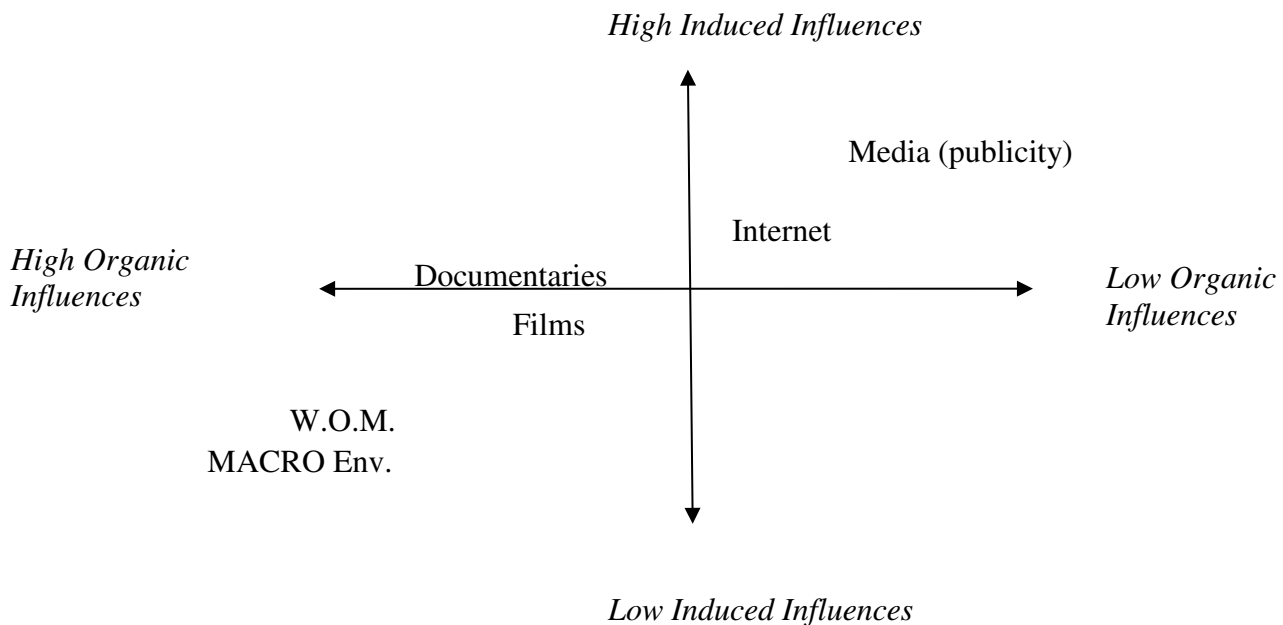 High Induced Influences
Media (publicity)
Internet
High Organic
Influences
Documentaries
Low Organic
Influences
Films
W.O.M.
MACRO Env.
Low Induced Influences